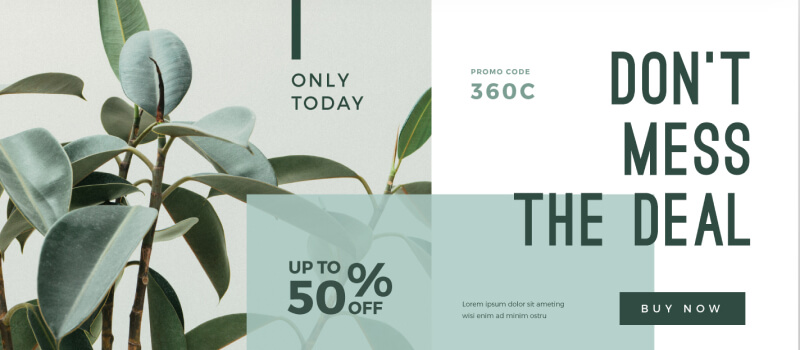 ONLY
TODAY
PROMO CODE
360C
DON'T
MESS
THE DEAL
UP TO
50%
OFF
Lorem ipsum dolor sit ameting
wisi enim ad minim ostru
BUY NOW